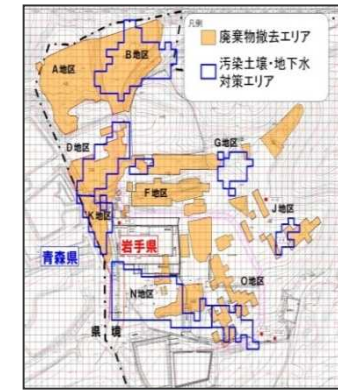 凡例
廃棄物撤去エリア
汚染土壌・地下水
対策エリア
A地区
B地区
D地区
G地区
F地区
K地区
J地区
岩手県
青森県
N地区
O地区
県境